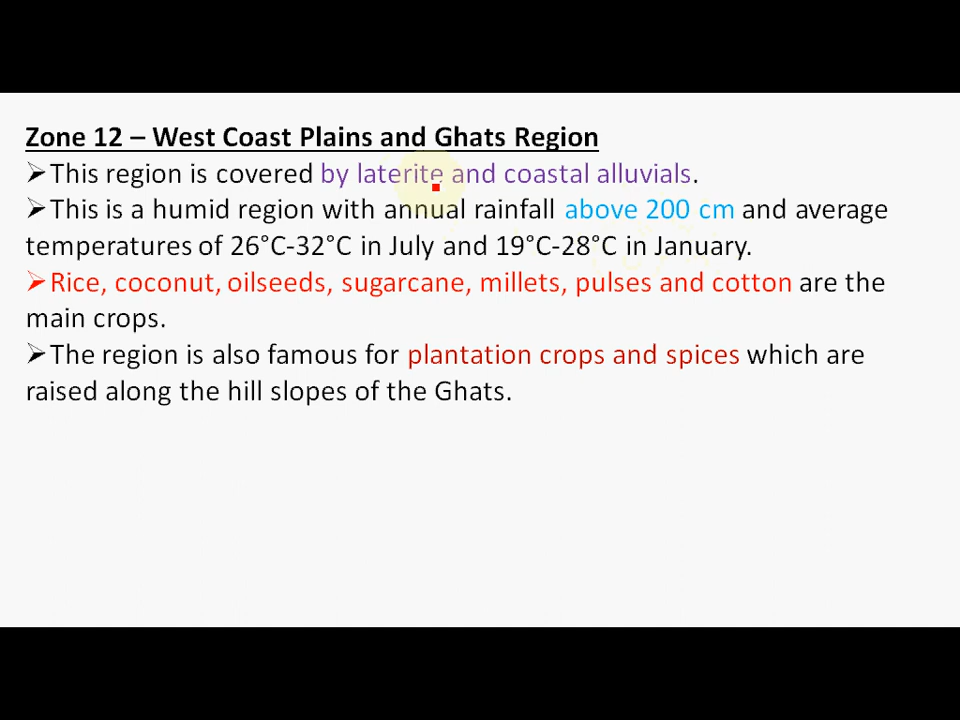 Zone 12 – West Coast Plains and Ghats Region
➢This region is covered by laterite and coastal alluvials.
➢This is a humid region with annual rainfall above 200 cm and average
temperatures of 26°C-32°C in July and 19°C-28°C in January.
➢Rice, coconut, oilseeds, sugarcane, millets, pulses and cotton are the
main crops.
➢The region is also famous for plantation crops and spices which are
raised along the hill slopes of the Ghats.